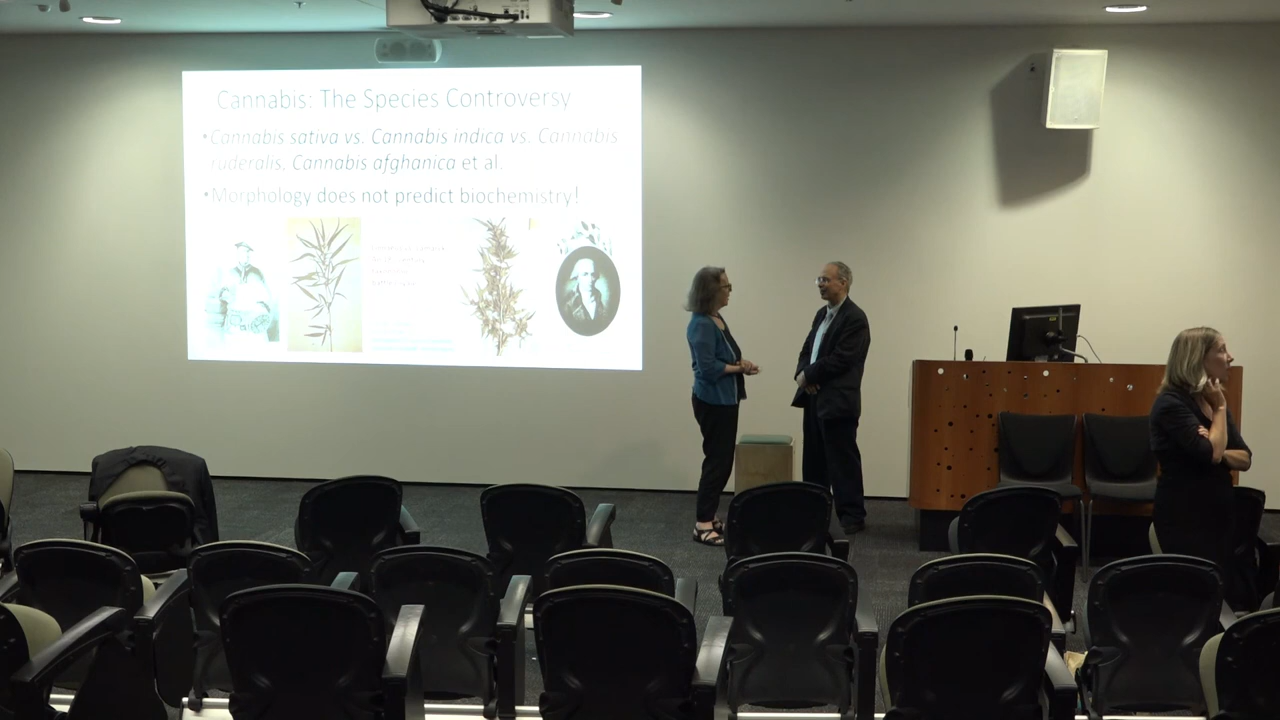 Cannabis: The Species Controversy
•Cannabis sativa vs. Cannabis indica vs. Cannabis
ruderalis, Cannabis afghanica et al.
•Morphology does not predict biochemistry!